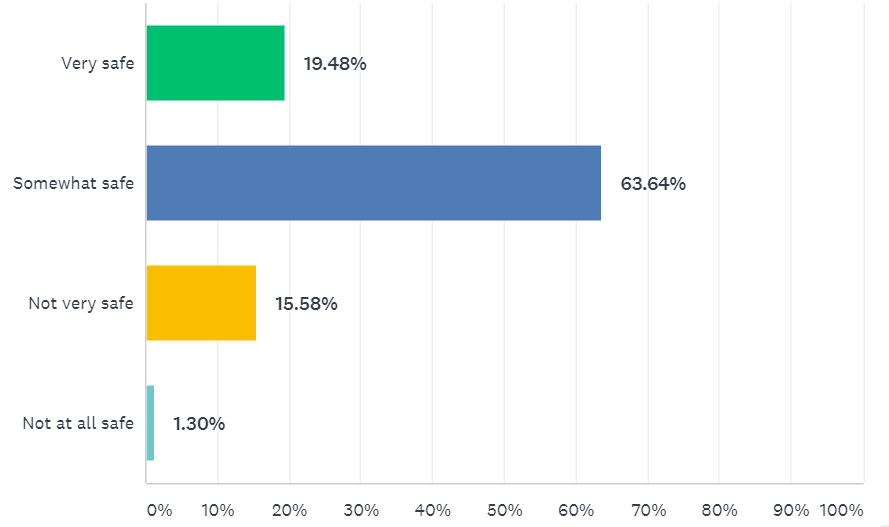 Very safe
19.48%
Somewhat safe
63.64%
Not very safe
15.58%
Not at all safe
1.30%
0% 10% 20% 30% 40% 50% 60% 70% 80% 90% 100%